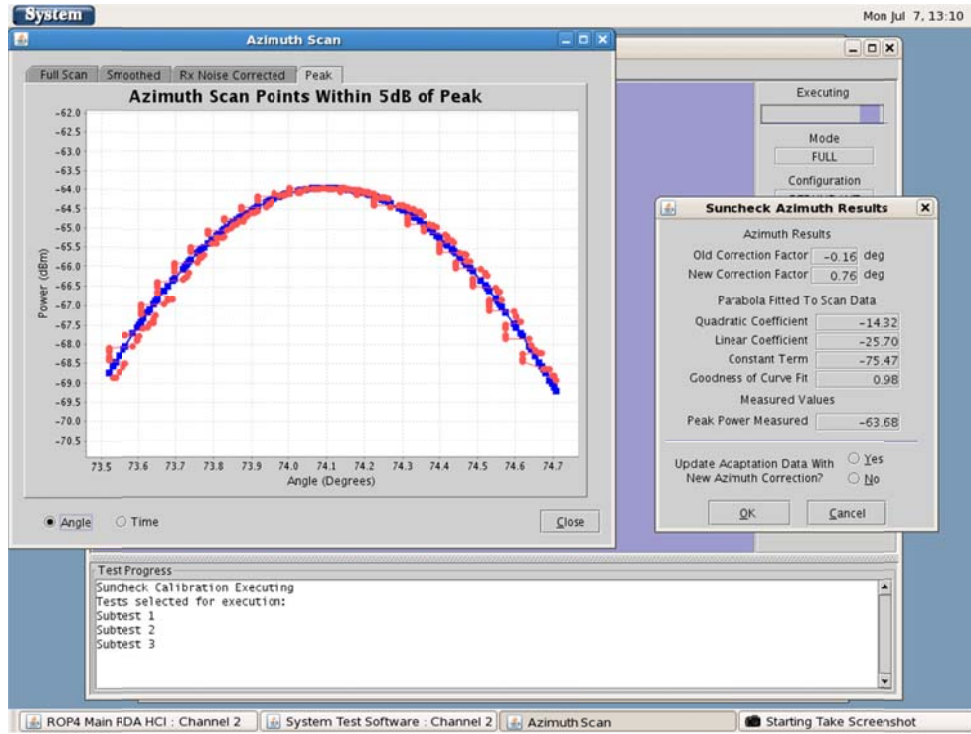 System
Mon Jul 7, 13:10
Azimuth Scan
Full Scan Smoothed Rx Noise Corrected Peak
Azimuth Scan Points Within 5dB of Peak
Power (dBm)
-62.0
-62.5
-63.0
-63.5
-64.0
-64.5
-65.0
-65.5
-66.0
-66.5
-67.0
-67.5
-68.0
-68.5
-69.0
-69.5
-70.0
-70.5
73.5 73.6 73.7 73.8 73.9 74.0 74.1 74.2 74.3 74.4 74.5 74.6 74.7
Angle (Degrees)
Angle Time Close
Executing
Mode
FULL
Configuration
Suncheck Azimuth Results
Azimuth Results
Old Correction Factor -0.16 deg
New Correction Factor 0.76 deg
Parabola Fitted To Scan Data
Quadratic Coefficient -14.32
Linear Coefficient -25.70
Constant Term -75.47
Goodness of Curve Fit 0.98
Measured Values
Peak Power Measured -63.68
Update Acaptation Data With
New Azimuth Correction?
Yes
No
OK Cancel
Test Progress
Suncheck Calibration Executing
Tests selected for execution:
Subtest 1
Subtest 2
Subtest 3
ROP4 Main RDA HCI : Channel 2 System Test Software : Channel 2 Azimuth Scan Starting Take Screenshot